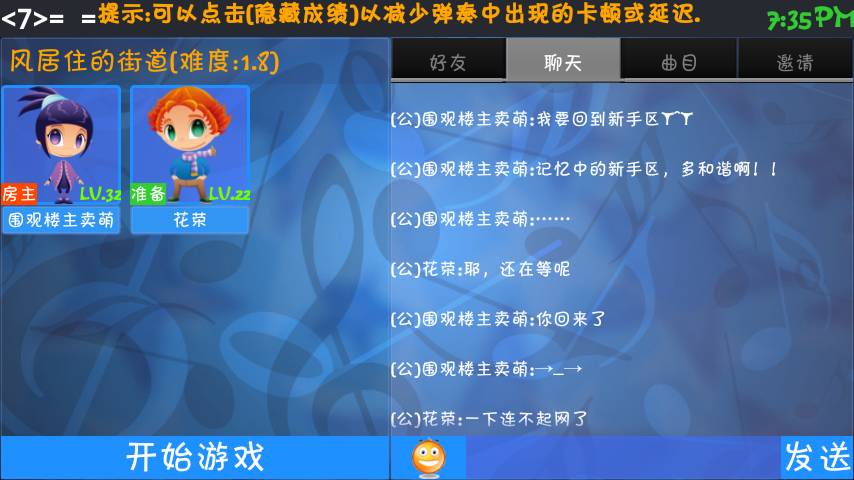 <7>= =提示:可以点击(隐藏成绩)以减少弹奏中出现的卡顿或延迟.
7:35PM
风居住的街道(难度:1.8)
房主 LV.32
围观楼主卖萌
准备 LV.22
花荣
开始游戏
好友 聊天 曲目 邀请
(公)围观楼主卖萌:我要回到新手区Y^Y
(公)围观楼主卖萌:记忆中的新手区，多和谐啊！！
(公)围观楼主卖萌:……
(公)花荣:耶，还在等呢
(公)围观楼主卖萌:你回来了
(公)围观楼主卖萌:→_→
(公)花荣:一下连不起网了
发送